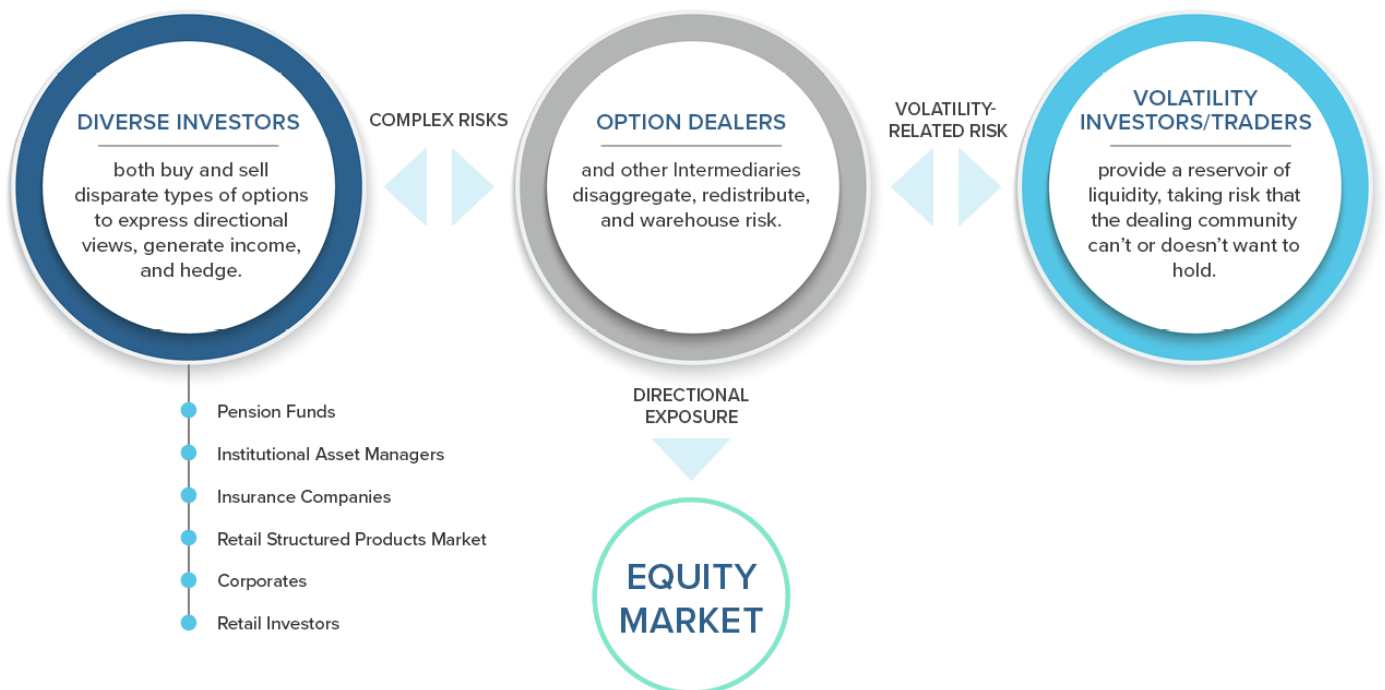 DIVERSE INVESTORS
both buy and sell
disparate types of options
to express directional
views, generate income,
and hedge.
COMPLEX RISKS
OPTION DEALERS
and other Intermediaries
disaggregate, redistribute,
and warehouse risk.
VOLATILITY-
RELATED RISK
VOLATILITY
INVESTORS/TRADERS
provide a reservoir of
liquidity, taking risk that
the dealing community
can't or doesn't want to
hold.
Pension Funds
Institutional Asset Managers
Insurance Companies
Retail Structured Products Market
Corporates
Retail Investors
DIRECTIONAL
EXPOSURE
EQUITY
MARKET